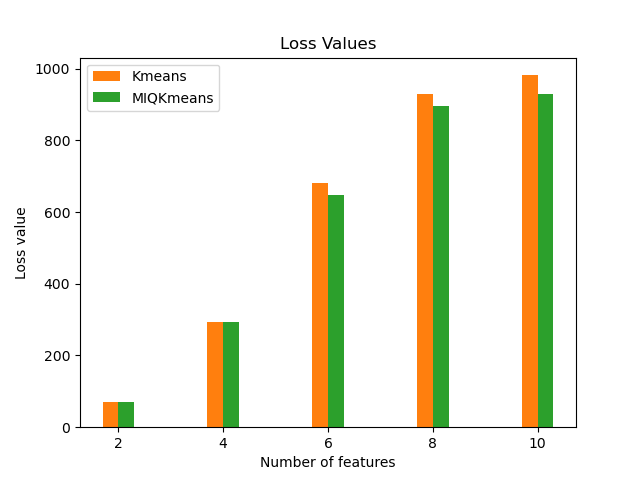 Loss Values
Kmeans
MIQKmeans
1000
800
600
400
200
0
Loss value
2 4 6 8 10
Number of features